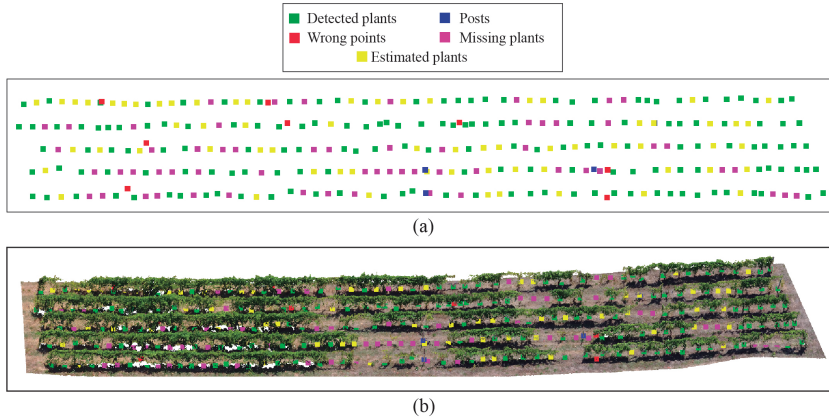 Detected plants
Posts
Wrong points
Missing plants
Estimated plants
(a)
(b)